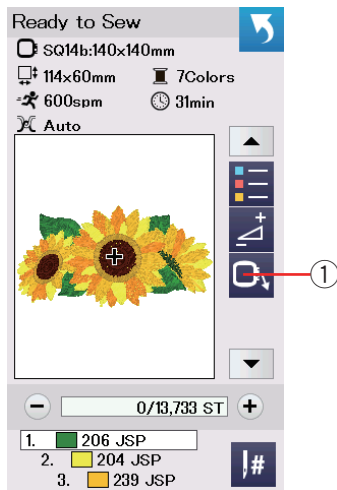 Ready to Sew
SQ14b:140x140mm
114x60mm 7Colors
600spm 31min
Auto
1
0/13,733 ST
1. 206 JSP
2. 204 JSP
3. 239 JSP
#